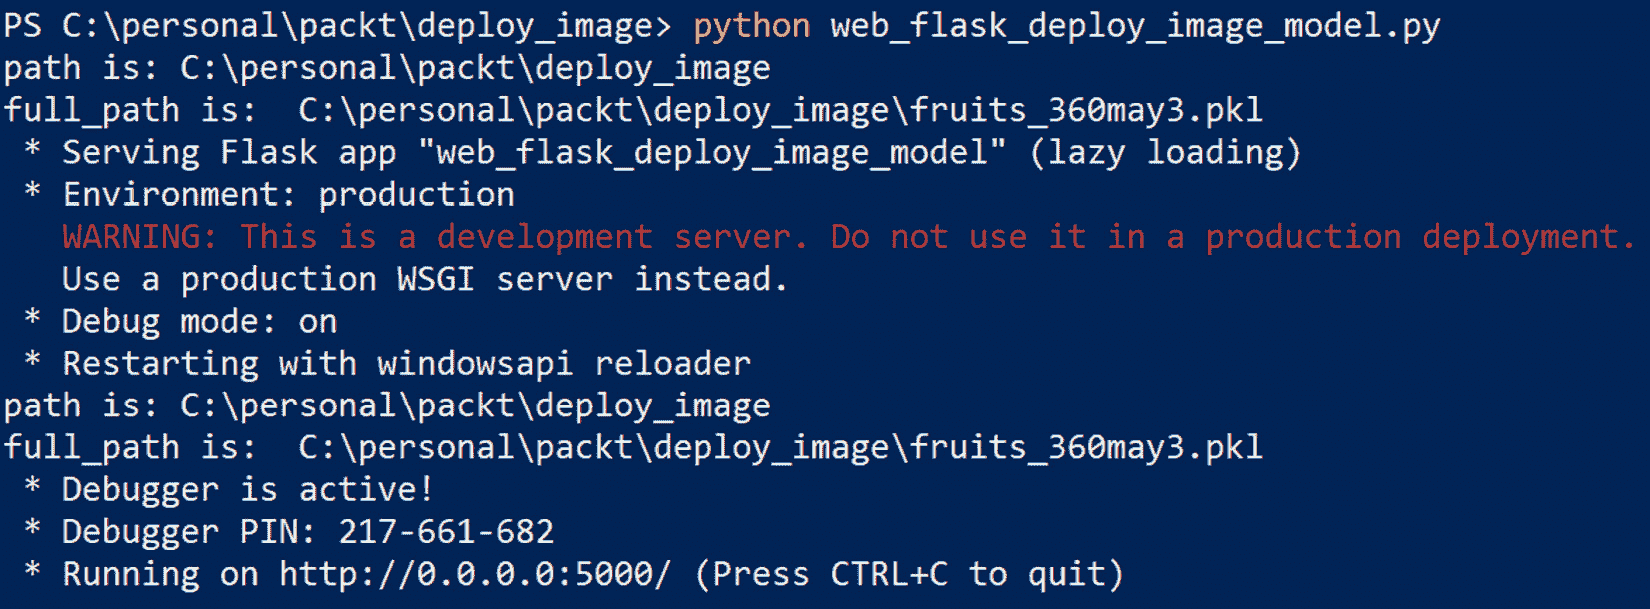 PS C:\personal\packt\deploy_image> python web_flask_deploy_image_model.py
path is: C:\personal\packt\deploy_image
full_path is:  C:\personal\packt\deploy_image\fruits_360may3.pkl
 * Serving Flask app "web_flask_deploy_image_model" (lazy loading)
 * Environment: production
   WARNING: This is a development server. Do not use it in a production deployment.
   Use a production WSGI server instead.
 * Debug mode: on
 * Restarting with windowsapi reloader
path is: C:\personal\packt\deploy_image
full_path is:  C:\personal\packt\deploy_image\fruits_360may3.pkl
 * Debugger is active!
 * Debugger PIN: 217-661-682
 * Running on http://0.0.0.0:5000/ (Press CTRL+C to quit)